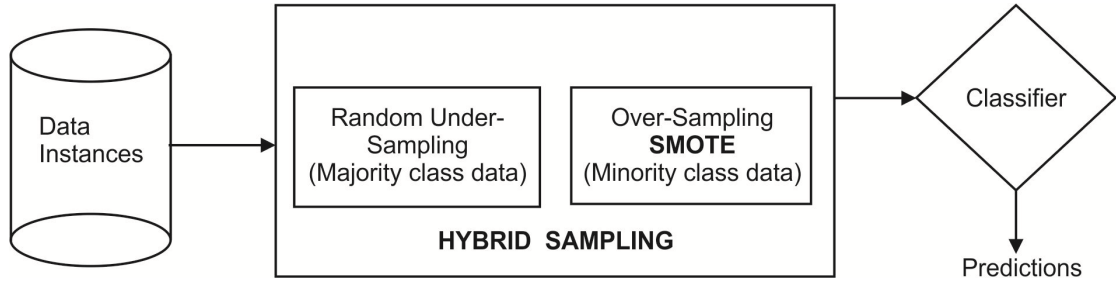 Data
Instances
Random Under-
Sampling
(Majority class data)
Over-Sampling
SMOTE
(Minority class data)
HYBRID SAMPLING
Classifier
Predictions